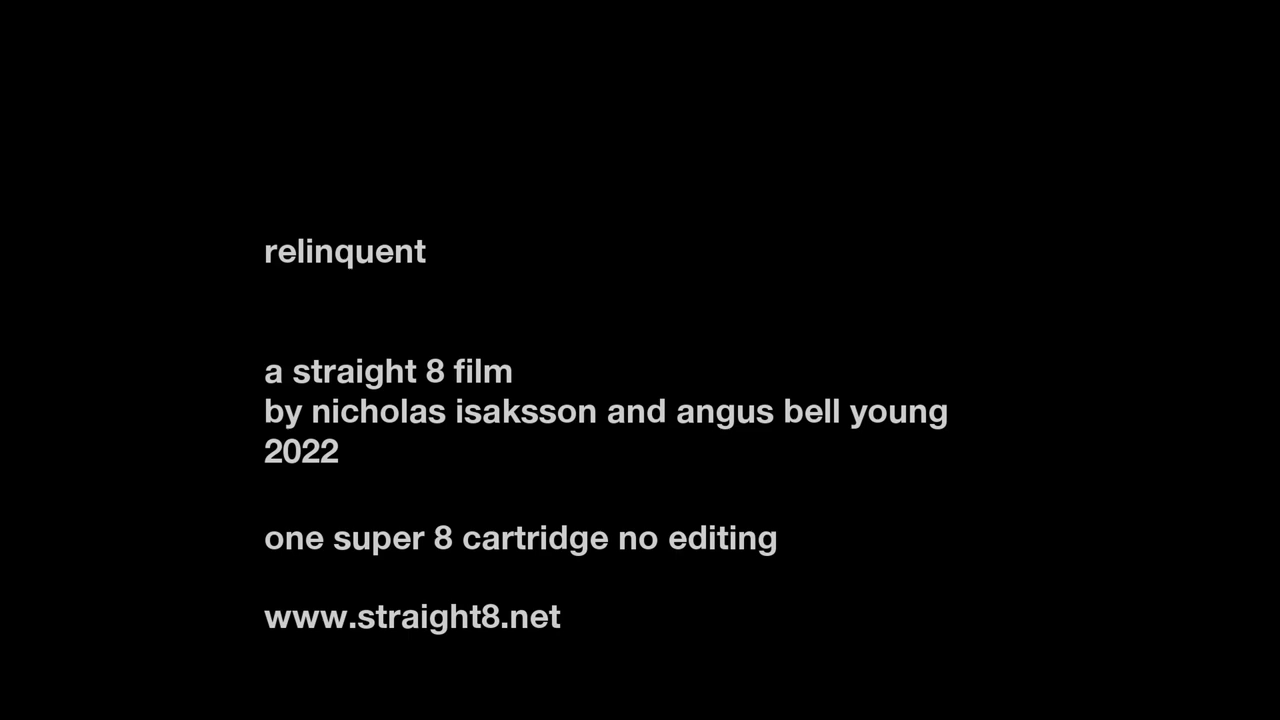 relinquent
a straight 8 film
by nicholas isaksson and angus bell young
2022
one super 8 cartridge no editing
www.straight8.net